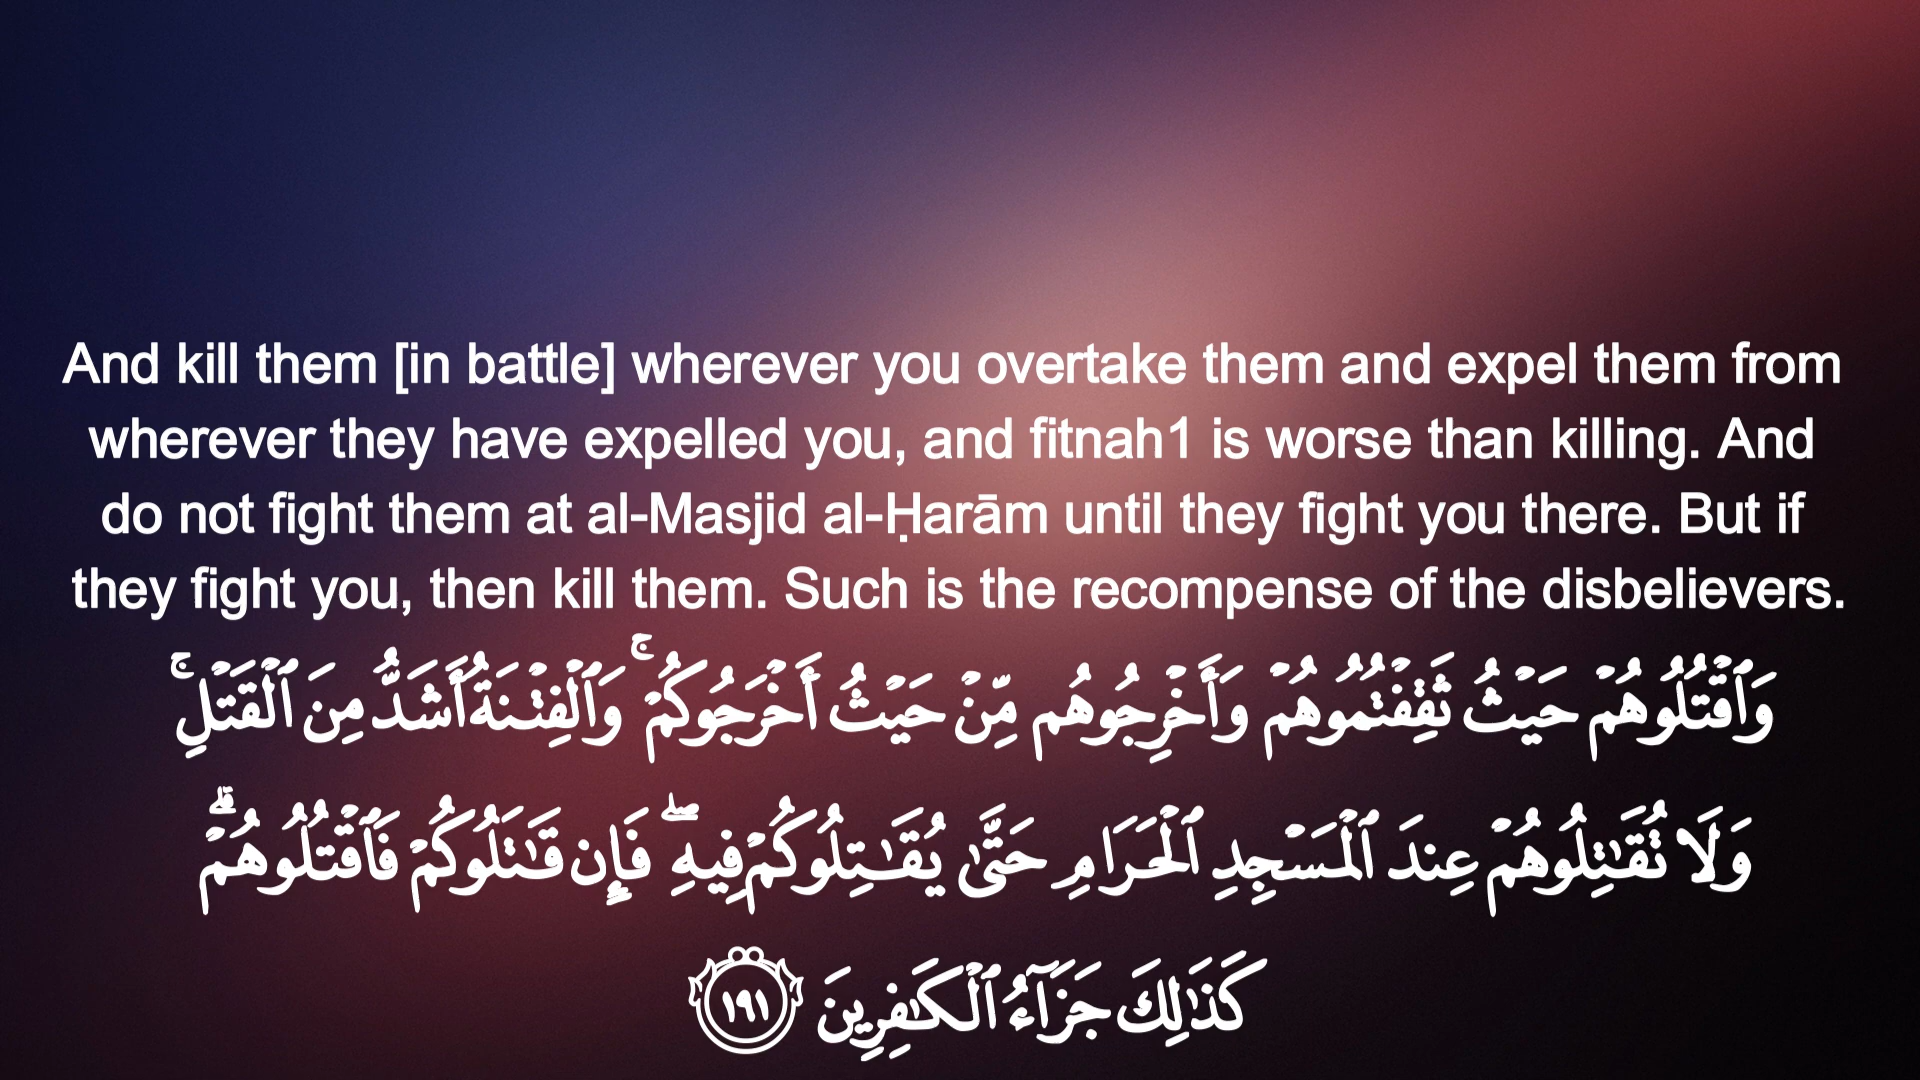 And kill them [in battle] wherever you overtake them and expel them from
wherever they have expelled you, and fitnah1 is worse than killing. And
do not fight them at al-Masjid al-Ḥarām until they fight you there. But if
they fight you, then kill them. Such is the recompense of the disbelievers.
وَٱقْتُلُوهُمْ حَيْثُ ثَقِفْتُمُوهُمْ وَأَخْرِجُوهُم مِّنْ حَيْثُ أَخْرَجُوكُمْ ۚ وَٱلْفِتْنَةُ أَشَدُّ مِنَ ٱلْقَتْلِ ۚ
وَلَا تُقَـٰتِلُوهُمْ عِندَ ٱلْمَسْجِدِ ٱلْحَرَامِ حَتَّىٰ يُقَـٰتِلُوكُمْ فِيهِ ۖ فَإِن قَـٰتَلُوكُمْ فَٱقْتُلُوهُمْ ۗ
كَذَٰلِكَ جَزَآءُ ٱلْكَـٰفِرِينَ ١٩١